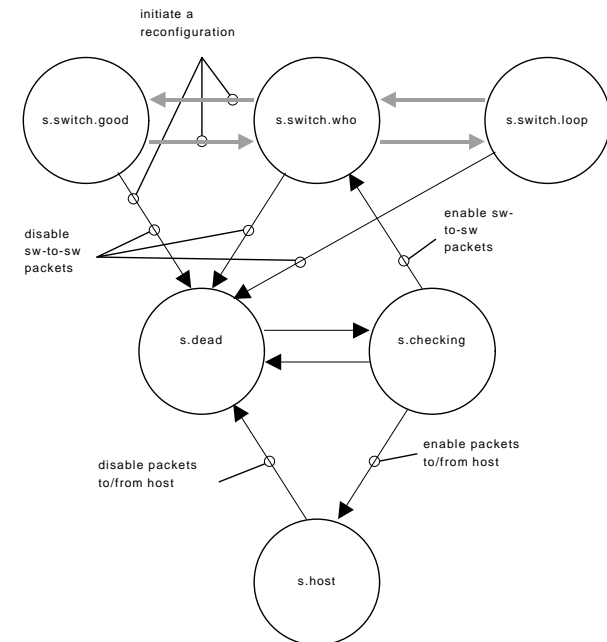 initiate a
reconfiguration
s.switch.good
s.switch.who
s.switch.loop
disable
sw-to-sw
packets
enable sw-
to-sw
packets
s.dead
s.checking
disable packets
to/from host
enable packets
to/from host
s.host